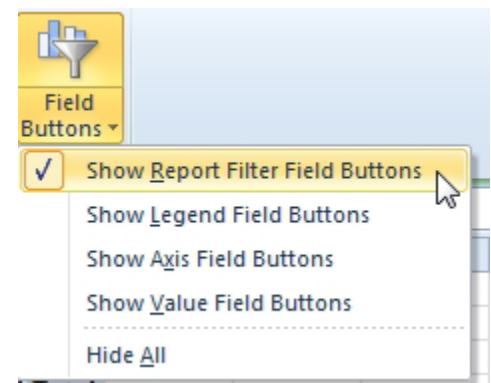 Field
Buttons
Show Report Filter Field Buttons
Show Legend Field Buttons
Show Axis Field Buttons
Show Value Field Buttons
Hide All